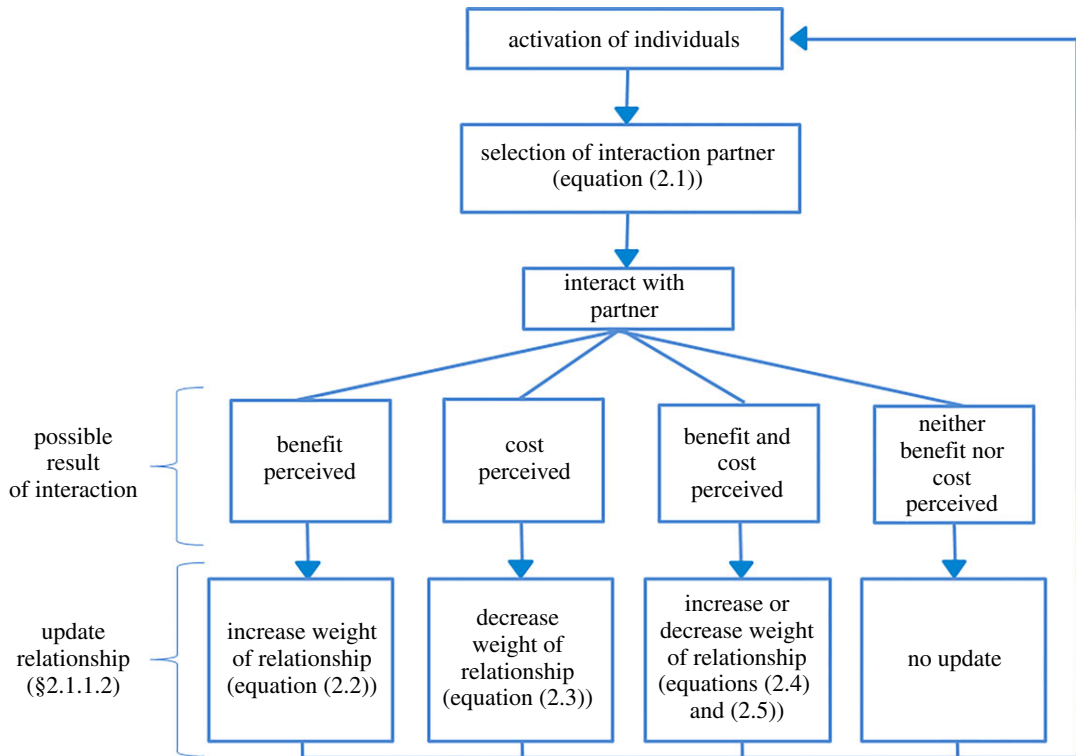 activation of individuals
selection of interaction partner
(equation (2.1))
interact with
partner
possible
result
of interaction
benefit
perceived
cost
perceived
benefit and
cost
perceived
neither
benefit nor
cost
perceived
update
relationship
(§2.1.1.2)
increase weight
of relationship
(equation (2.2))
decrease
weight of
relationship
(equation (2.3))
increase or
decrease weight
of relationship
(equations (2.4)
and (2.5))
no update